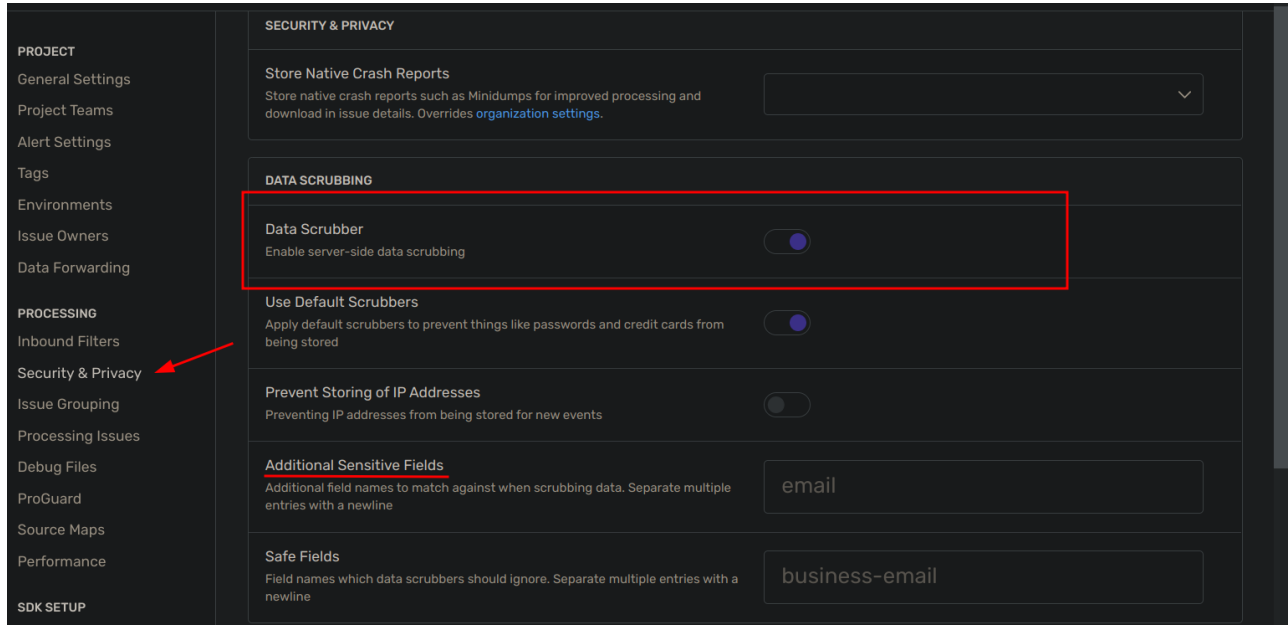 PROJECT
General Settings
Project Teams
Alert Settings
Tags
Environments
Issue Owners
Data Forwarding
PROCESSING
Inbound Filters
Security & Privacy
Issue Grouping
Processing Issues
Debug Files
ProGuard
Source Maps
Performance
SDK SETUP
SECURITY & PRIVACY
Store Native Crash Reports
Store native crash reports such as Minidumps for improved processing and
download in issue details. Overrides organization settings.
DATA SCRUBBING
Data Scrubber
Enable server-side data scrubbing
Use Default Scrubbers
Apply default scrubbers to prevent things like passwords and credit cards from
being stored
Prevent Storing of IP Addresses
Preventing IP addresses from being stored for new events
Additional Sensitive Fields
Additional field names to match against when scrubbing data. Separate multiple
entries with a newline
email
Safe Fields
Field names which data scrubbers should ignore. Separate multiple entries with a
newline
business-email